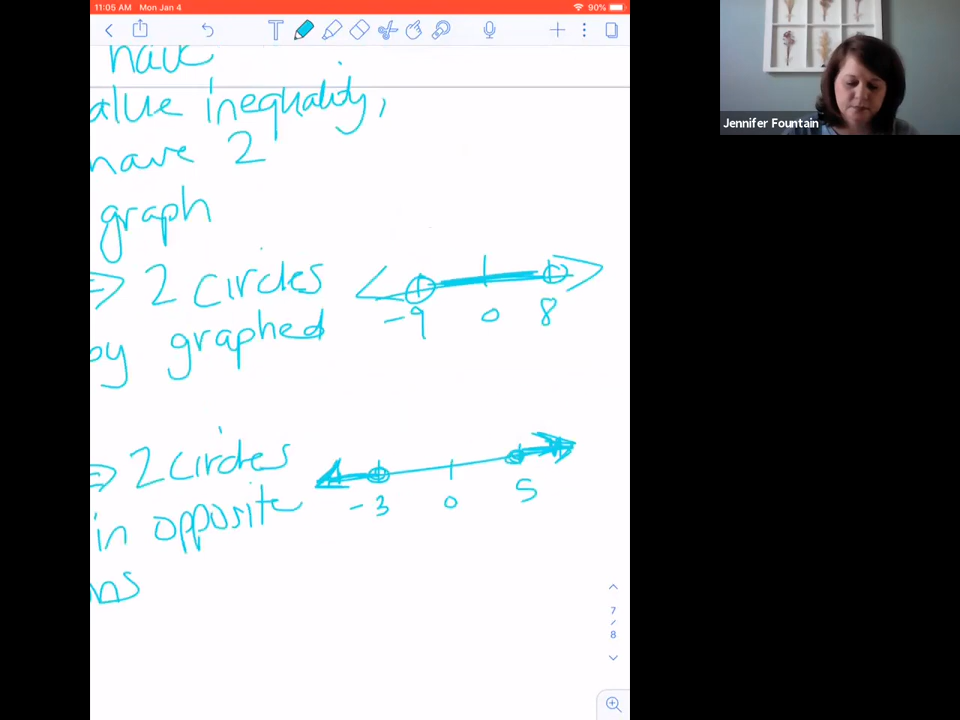 11:05 AM Mon Jan 4
90%
T
have
alue inequality,
have 2
graph
=> 2 circles
-9 0 8
by graphed
=> 2 circles
-3 0 5
in opposite
ns
7
/
8
Jennifer Fountain